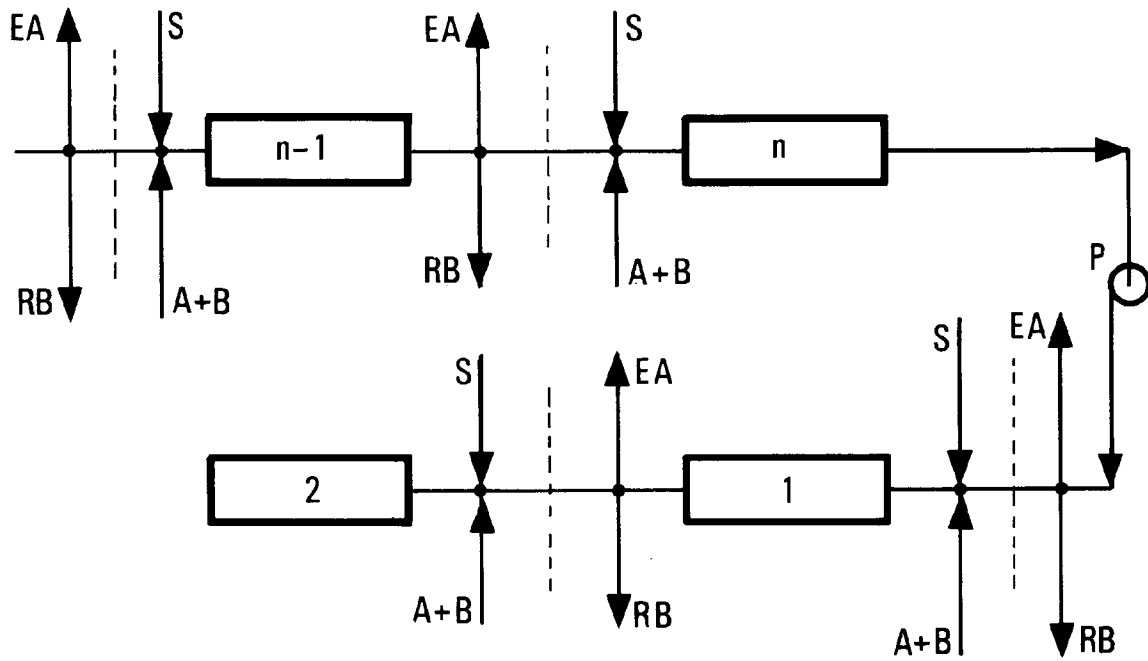 EA S EA S
n-1 n
RB A+B RB A+B P
S EA S EA
2 1
A+B RB A+B RB